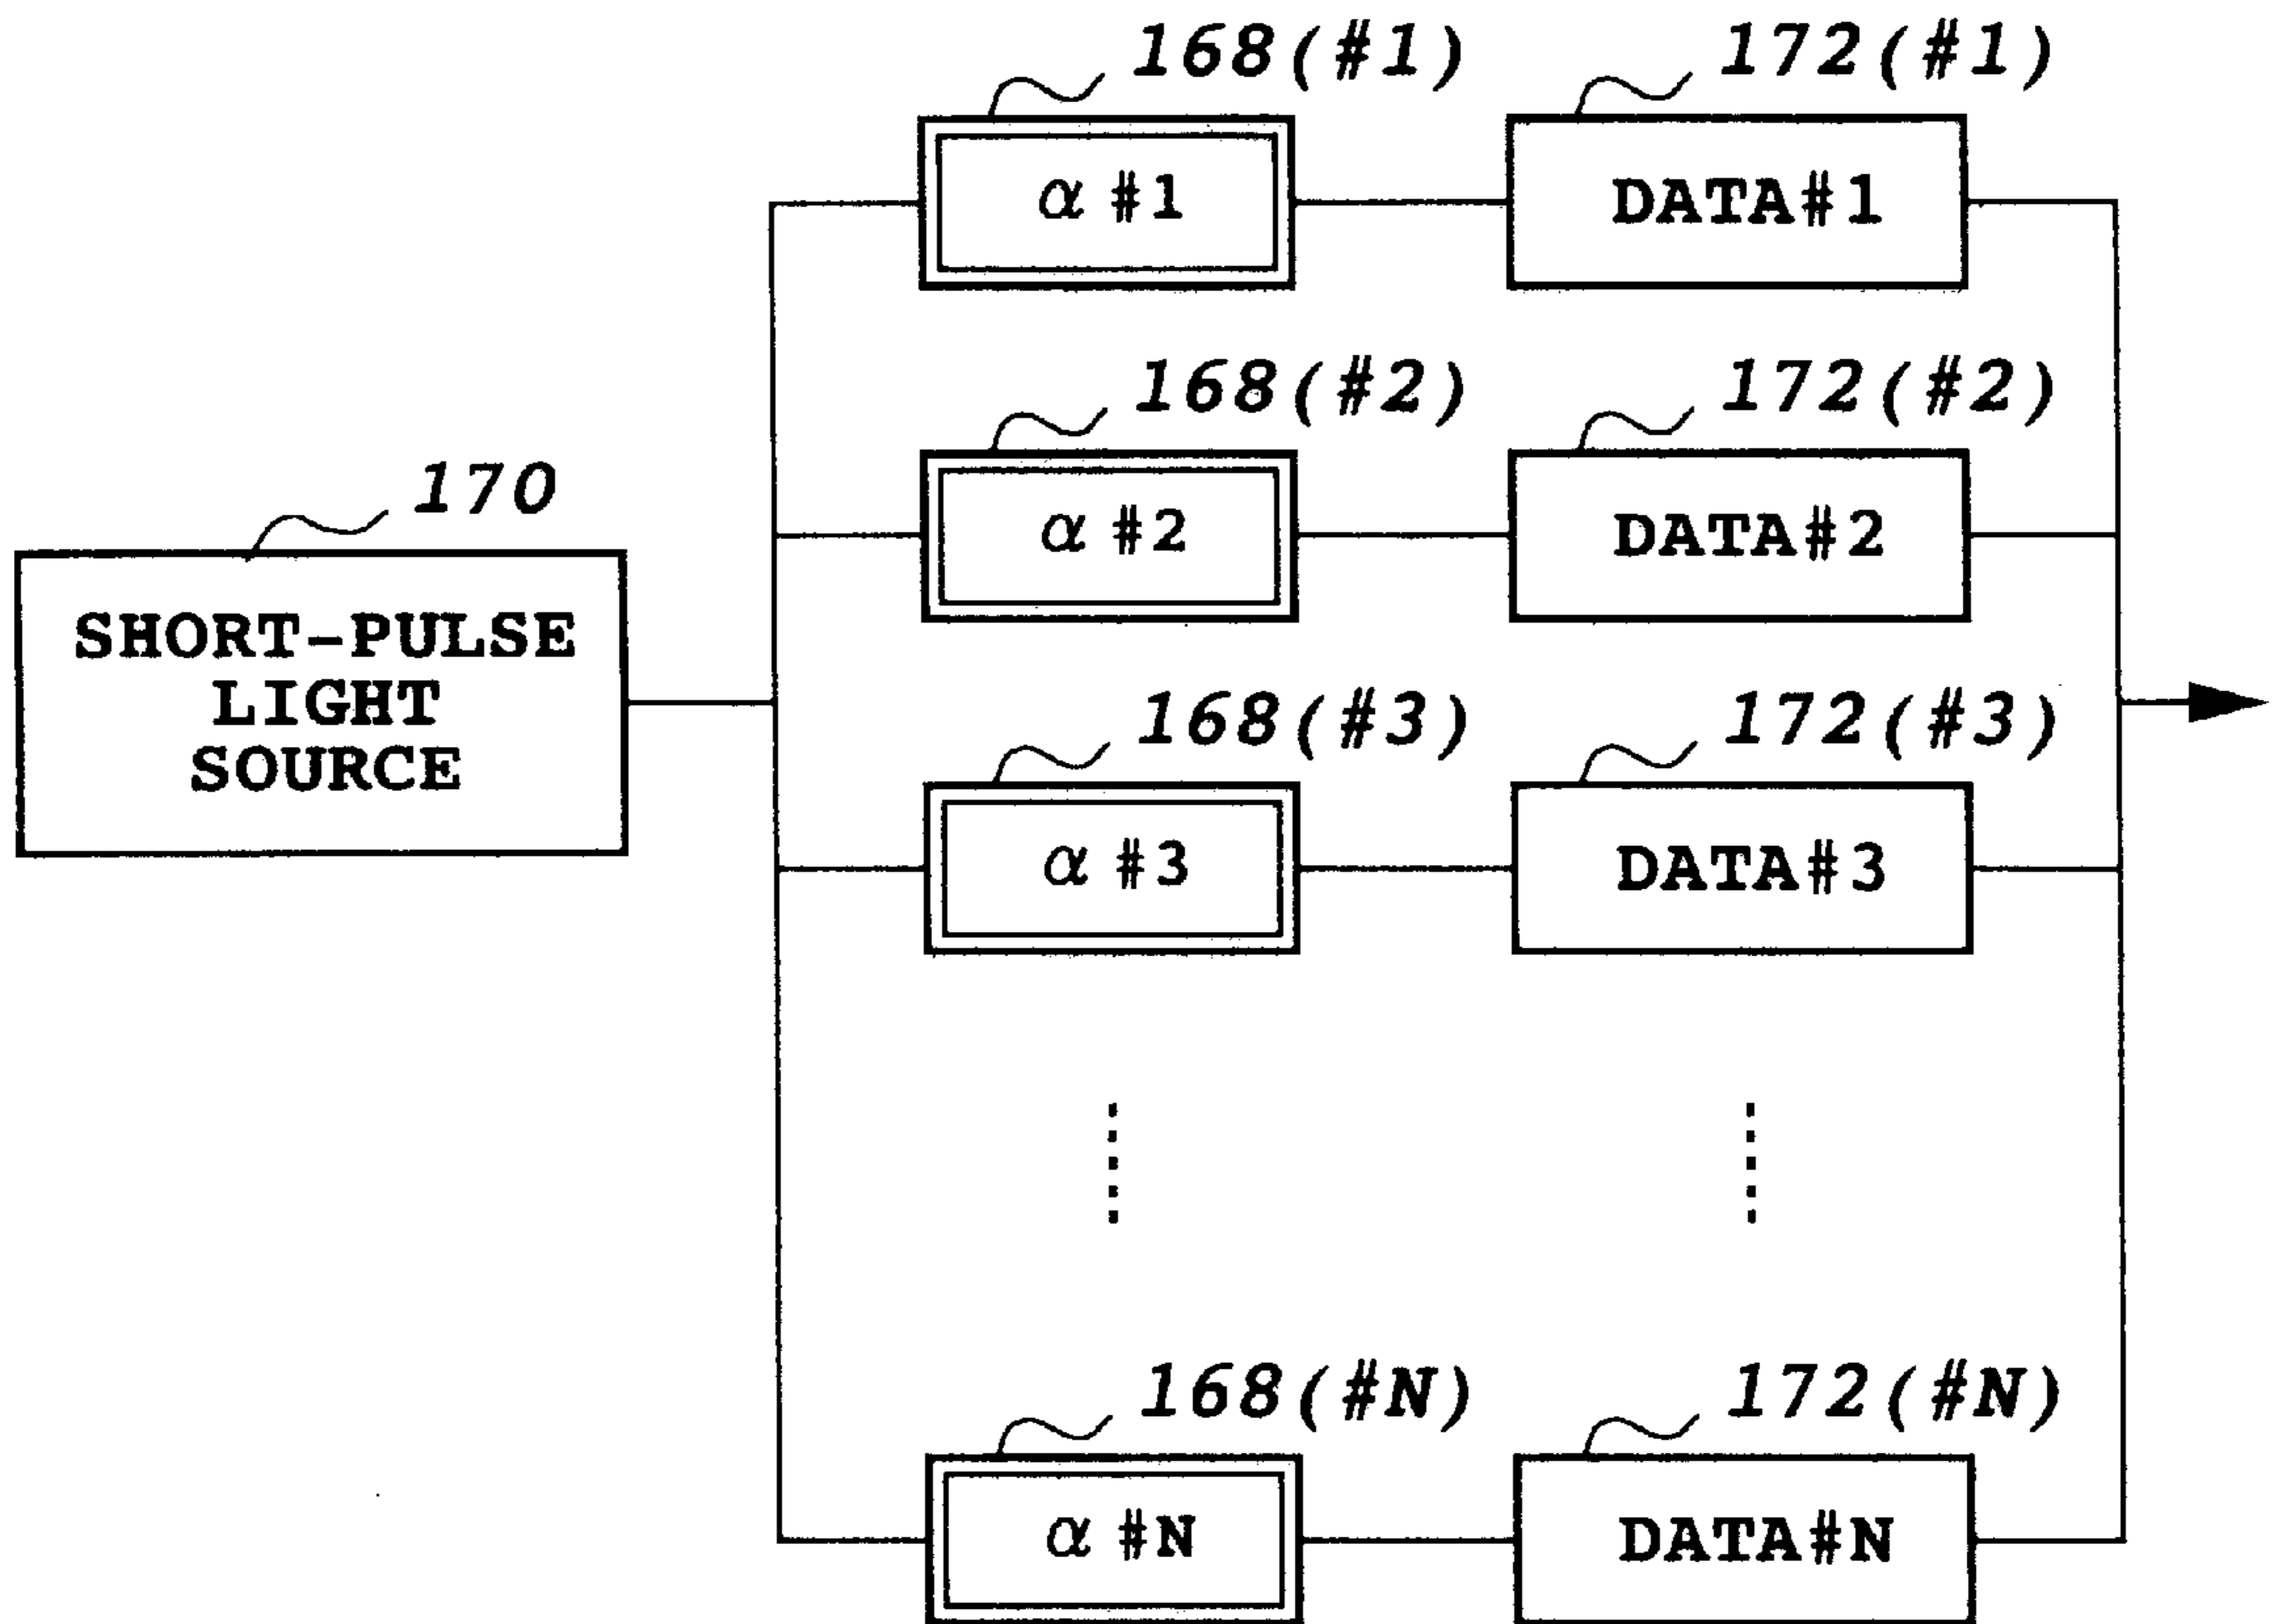 168(#1) 172(#1)
α #1 DATA#1
168(#2) 172(#2)
170
α #2 DATA#2
SHORT-PULSE
LIGHT
SOURCE
168(#3) 172(#3)
α #3 DATA#3
168(#N) 172(#N)
α #N DATA#N